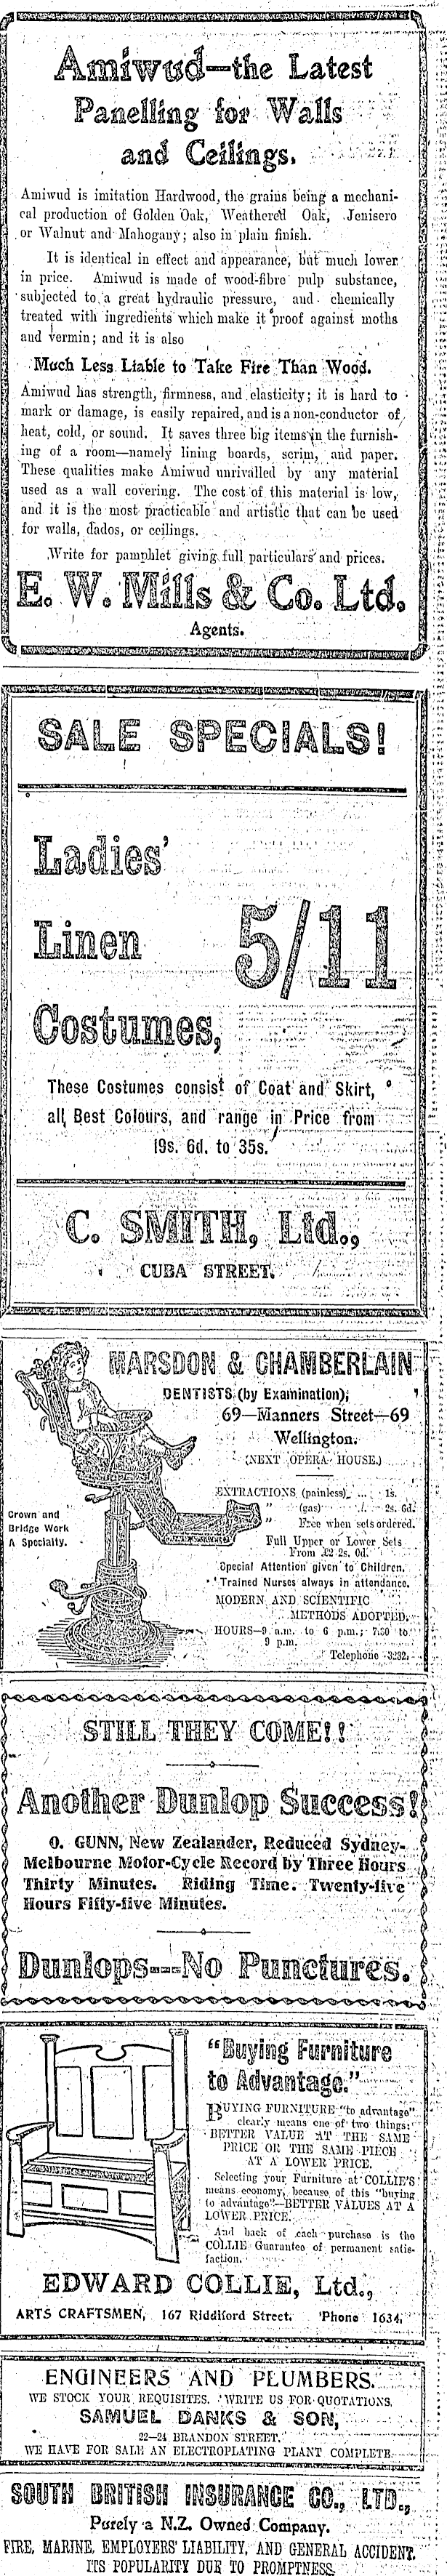 Amiwud—the Latest
Panelling for Walls
and Ceilings.
Amiwud is imitation Hardwood, the grains being a mechani-
cal production of Golden Oak, Weathered Oak, Jenisero
or Walnut and Mahogany; also in plain finish.
It is identical in effect and appearance, but much lower
in price. Amiwud is made of wood-fibre pulp substance,
subjected to a great hydraulic pressure, and chemically
treated with ingredients which make it proof against moths
and vermin; and it is also
Much Less Liable to Take Fire Than Wood.
Amiwud has strength, firmness, and elasticity; it is hard to
mark or damage, is easily repaired, and is a non-conductor of
heat, cold, or sound. It saves three big items in the furnish-
ing of a room—namely lining boards, scrim, and paper.
These qualities make Amiwud unrivalled by any material
used as a wall covering. The cost of this material is low,
and it is the most practicable and artistic that can be used
for walls, dados, or ceilings.
Write for pamphlet giving full particulars and prices.
E. W. Mills & Co. Ltd.
Agents.
SALE SPECIALS!
Ladies'
Linen 5/11
Costumes,
These Costumes consist of Coat and Skirt,
all Best Colours, and range in Price from
19s. 6d. to 35s.
C. SMITH, Ltd.,
CUBA STREET.
MARSDON & CHAMBERLAIN
DENTISTS (by Examination),
69—Manners Street—69
Wellington.
(NEXT OPERA HOUSE.)
EXTRACTIONS (painless) ... 1s.
" (gas) ... 2s. 6d.
" Free when sets ordered.
Crown and
Bridge Work
A Specialty.
Full Upper or Lower Sets
From £2 2s. 0d.
Special Attention given to Children.
Trained Nurses always in attendance.
MODERN AND SCIENTIFIC
METHODS ADOPTED.
HOURS—9 a.m. to 6 p.m.; 7.30 to
9 p.m.
Telephone 3232.
STILL THEY COME!!
Another Dunlop Success!
O. GUNN, New Zealander, Reduced Sydney-
Melbourne Motor-Cycle Record by Three Hours
Thirty Minutes. Riding Time. Twenty-five
Hours Fifty-five Minutes.
Dunlops---No Punctures.
"Buying Furniture
to Advantage."
BUYING FURNITURE "to advantage"
clearly means one of two things:
BETTER VALUE AT THE SAME
PRICE OR THE SAME PIECE
AT A LOWER PRICE.
Selecting your Furniture at COLLIE'S
means economy, because of this "buying
to advantage"—BETTER VALUES AT A
LOWER PRICE.
And back of each purchase is the
COLLIE Guarantee of permanent satis-
faction.
EDWARD COLLIE, Ltd.,
ARTS CRAFTSMEN, 167 Riddiford Street. 'Phone 1634.
ENGINEERS AND PLUMBERS.
WE STOCK YOUR REQUISITES. WRITE US FOR QUOTATIONS.
SAMUEL DANKS & SON,
22—24 BRANDON STREET.
WE HAVE FOR SALE AN ELECTROPLATING PLANT COMPLETE.
SOUTH BRITISH INSURANCE CO., LTD.,
Purely a N.Z. Owned Company.
FIRE, MARINE, EMPLOYERS' LIABILITY, AND GENERAL ACCIDENT.
ITS POPULARITY DUE TO PROMPTNESS.